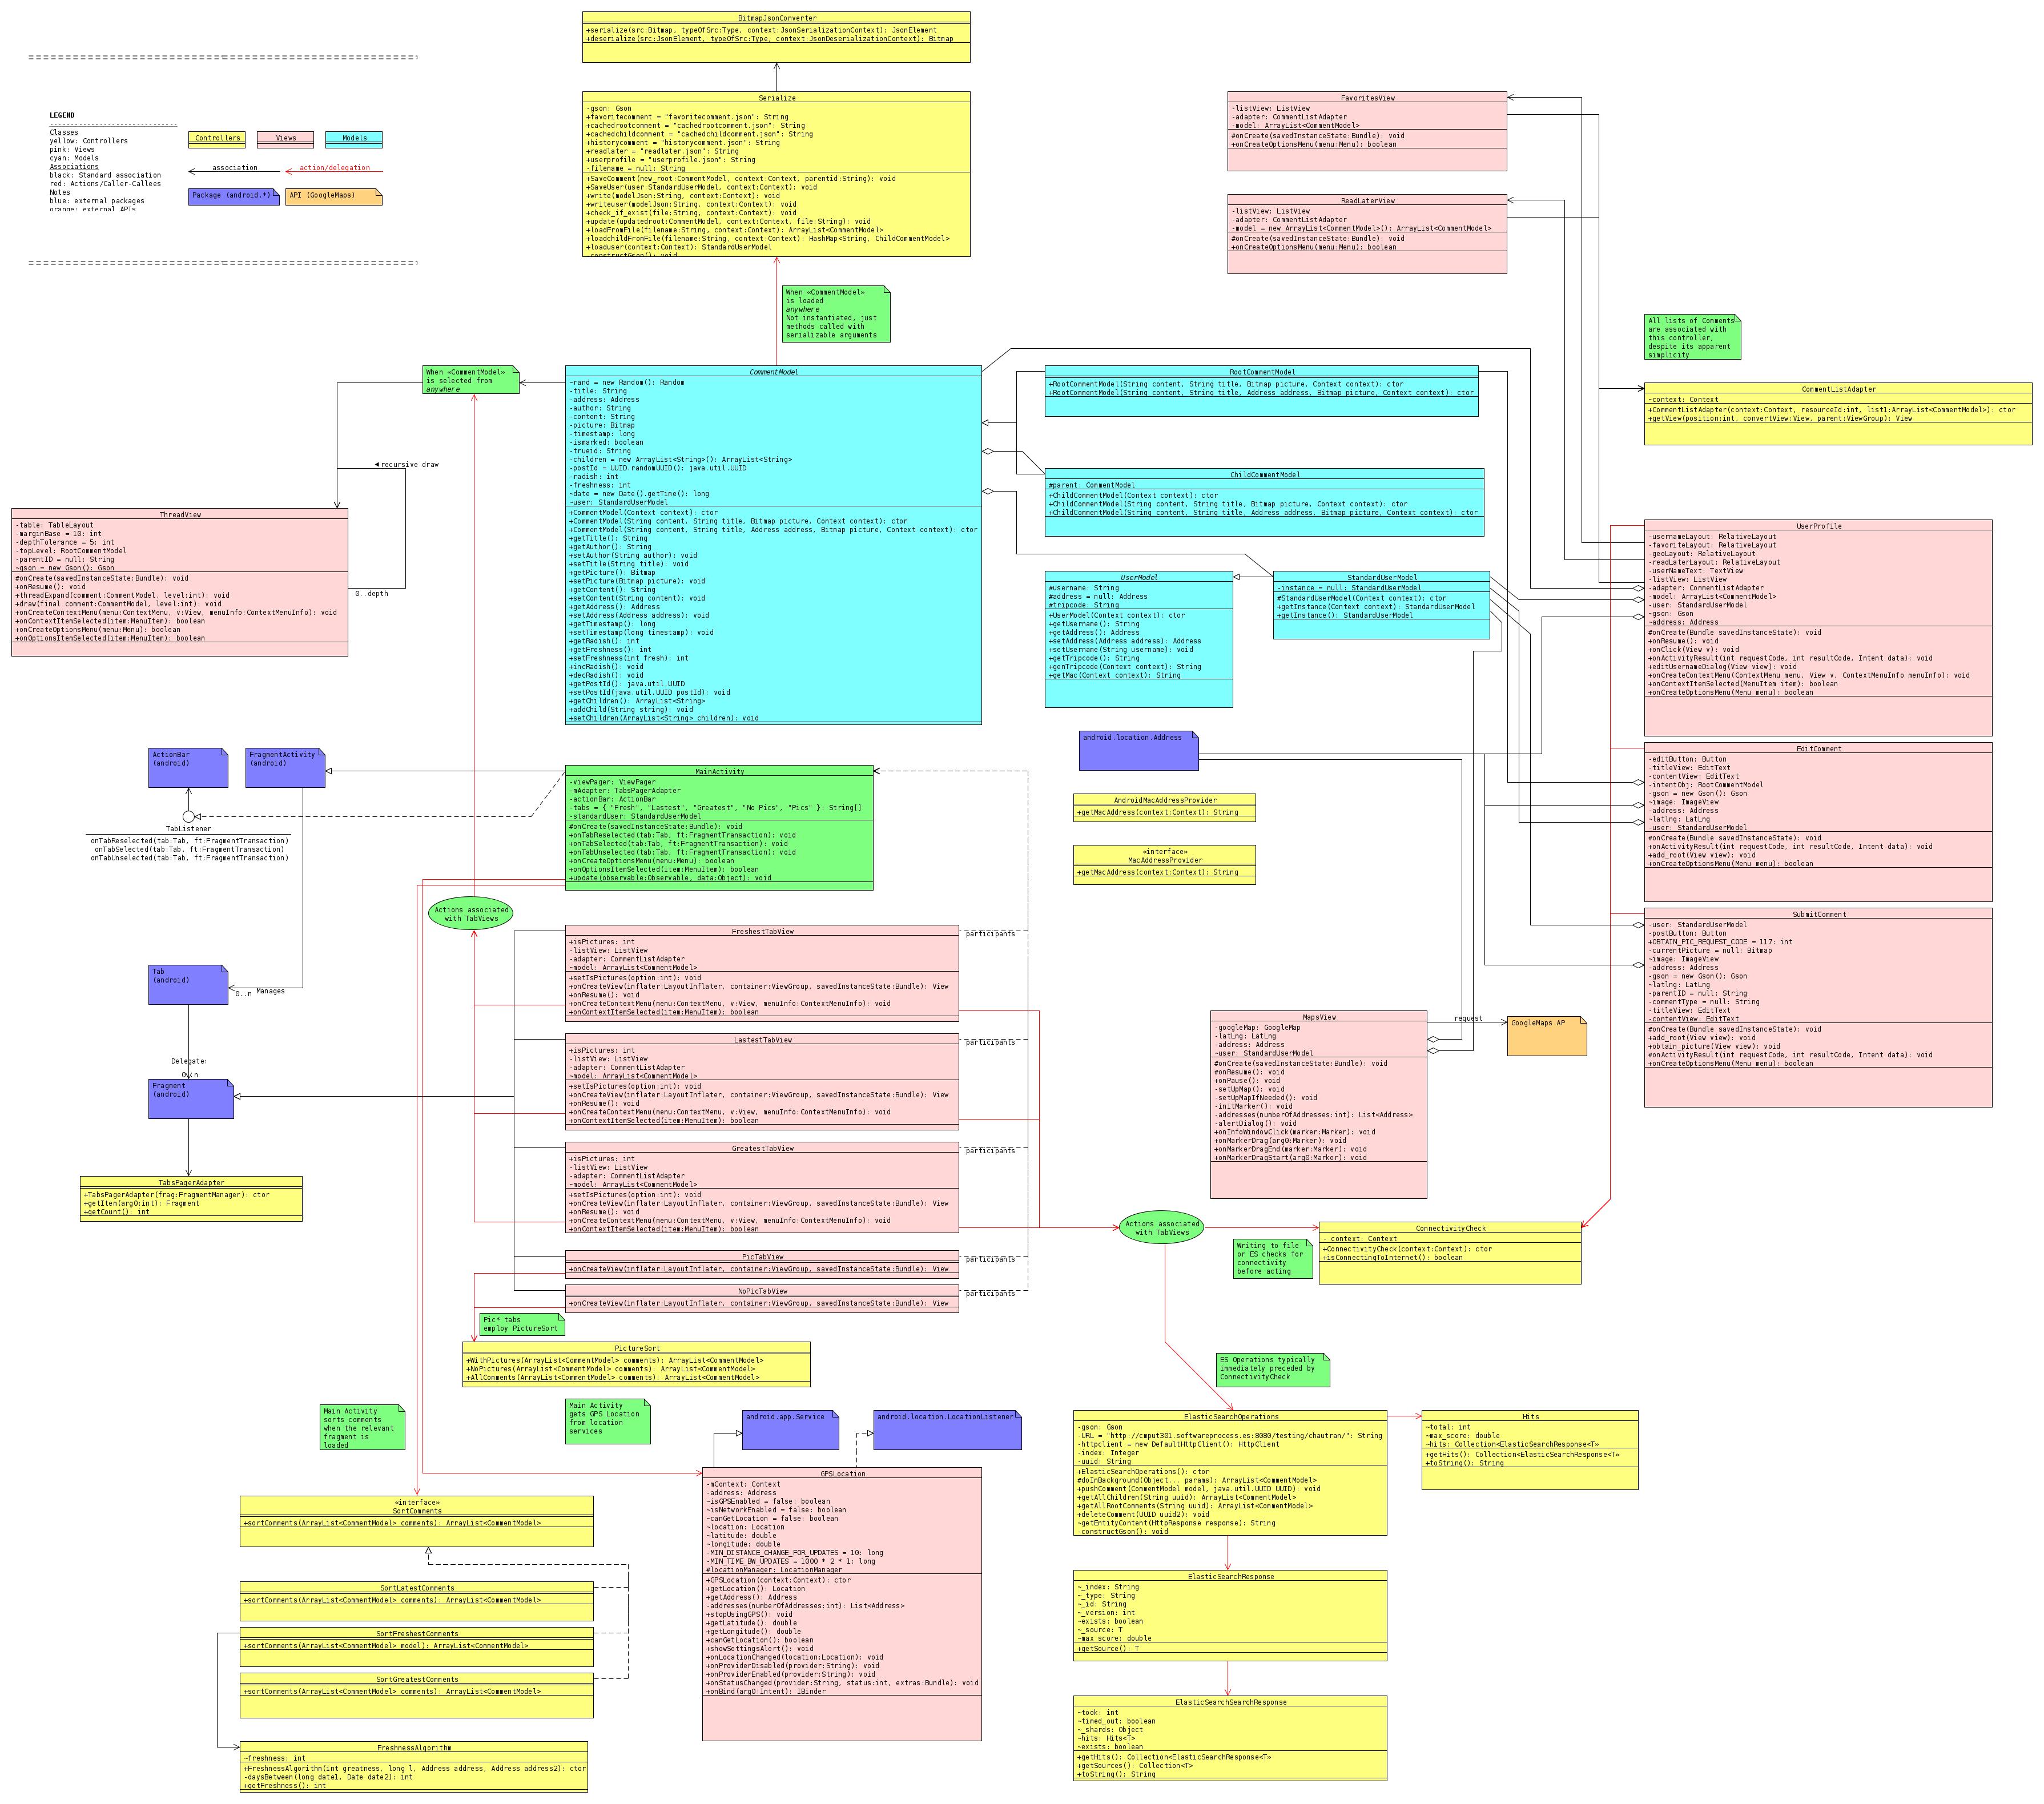 BitmapJsonConverter
+serialize(src:Bitmap, typeOfSrc:Type, context:JsonSerializationContext): JsonElement
+deserialize(src:JsonElement, typeOfSrc:Type, context:JsonDeserializationContext): Bitmap
LEGEND
Classes
yellow: Controllers
pink: Views
cyan: Models
Associations
black: Standard association
red: Actions/Caller-Callees
Notes
blue: external packages
orange: external APIs
Controllers
Views
Models
association
action/delegation
Package (android.*)
API (GoogleMaps)
Serialize
-gson: Gson
+favoritecomment = "favoritecomment.json": String
+cachedrootcomment = "cachedrootcomment.json": String
+cachedchildcomment = "cachedchildcomment.json": String
+historycomment = "historycomment.json": String
+readlater = "readlater.json": String
+userprofile = "userprofile.json": String
-filename = null: String
+SaveComment(new_root:CommentModel, context:Context, parentid:String): void
+SaveUser(user:StandardUserModel, context:Context): void
+write(modelJson:String, context:Context): void
+writeuser(modelJson:String, context:Context): void
+check_if_exist(file:String, context:Context): void
+update(updatedroot:CommentModel, context:Context, file:String): void
+loadFromFile(filename:String, context:Context): ArrayList<CommentModel>
+loadchildFromFile(filename:String, context:Context): HashMap<String, ChildCommentModel>
+loaduser(context:Context): StandardUserModel
-constructGson(): void
FavoritesView
-listView: ListView
-adapter: CommentListAdapter
-model: ArrayList<CommentModel>
#onCreate(savedInstanceState:Bundle): void
+onCreateOptionsMenu(menu:Menu): boolean
ReadLaterView
-listView: ListView
-adapter: CommentListAdapter
-model = new ArrayList<CommentModel>(): ArrayList<CommentModel>
#onCreate(savedInstanceState:Bundle): void
+onCreateOptionsMenu(menu:Menu): boolean
When «CommentModel»
is loaded
anywhere
Not instantiated, just
methods called with
serializable arguments
All lists of Comments
are associated with
this controller,
despite its apparent
simplicity
When «CommentModel»
is selected from
anywhere
CommentModel
~rand = new Random(): Random
-title: String
-address: Address
-author: String
-content: String
-picture: Bitmap
-timestamp: long
-ismarked: boolean
-trueid: String
-children = new ArrayList<String>(): ArrayList<String>
-postId = UUID.randomUUID(): java.util.UUID
-radish: int
-freshness: int
~date = new Date().getTime(): long
~user: StandardUserModel
+CommentModel(Context context): ctor
+CommentModel(String content, String title, Bitmap picture, Context context): ctor
+CommentModel(String content, String title, Address address, Bitmap picture, Context context): ctor
+getTitle(): String
+getAuthor(): String
+setAuthor(String author): void
+setTitle(String title): void
+getPicture(): Bitmap
+setPicture(Bitmap picture): void
+getContent(): String
+setContent(String content): void
+getAddress(): Address
+setAddress(Address address): void
+getTimestamp(): long
+setTimestamp(long timestamp): void
+getRadish(): int
+getFreshness(): int
+setFreshness(int fresh): int
+incRadish(): void
+decRadish(): void
+getPostId(): java.util.UUID
+setPostId(java.util.UUID postId): void
+getChildren(): ArrayList<String>
+addChild(String string): void
+setChildren(ArrayList<String> children): void
RootCommentModel
+RootCommentModel(String content, String title, Bitmap picture, Context context): ctor
+RootCommentModel(String content, String title, Address address, Bitmap picture, Context context): ctor
CommentListAdapter
~context: Context
+CommentListAdapter(context:Context, resourceId:int, list1:ArrayList<CommentModel>): ctor
+getView(position:int, convertView:View, parent:ViewGroup): View
ChildCommentModel
#parent: CommentModel
+ChildCommentModel(Context context): ctor
+ChildCommentModel(String content, String title, Bitmap picture, Context context): ctor
+ChildCommentModel(String content, String title, Address address, Bitmap picture, Context context): ctor
recursive draw
0..depth
ThreadView
-table: TableLayout
-marginBase = 10: int
-depthTolerance = 5: int
-topLevel: RootCommentModel
-parentID = null: String
~gson = new Gson(): Gson
#onCreate(savedInstanceState:Bundle): void
+onResume(): void
+threadExpand(comment:CommentModel, level:int): void
+draw(final comment:CommentModel, level:int): void
+onCreateContextMenu(menu:ContextMenu, v:View, menuInfo:ContextMenuInfo): void
+onContextItemSelected(item:MenuItem): boolean
+onCreateOptionsMenu(menu:Menu): boolean
+onOptionsItemSelected(item:MenuItem): boolean
UserModel
#username: String
#address = null: Address
#tripcode: String
+UserModel(Context context): ctor
+getUsername(): String
+getAddress(): Address
+setAddress(Address address): Address
+setUsername(String username): void
+getTripcode(): String
+genTripcode(Context context): String
+getMac(Context context): String
StandardUserModel
-instance = null: StandardUserModel
#StandardUserModel(Context context): ctor
+getInstance(Context context): StandardUserModel
+getInstance(): StandardUserModel
UserProfile
-usernameLayout: RelativeLayout
-favoriteLayout: RelativeLayout
-geoLayout: RelativeLayout
-readLaterLayout: RelativeLayout
-userNameText: TextView
-listView: ListView
-adapter: CommentListAdapter
-model: ArrayList<CommentModel>
-user: StandardUserModel
~gson: Gson
~address: Address
#onCreate(Bundle savedInstanceState): void
+onResume(): void
+onClick(View v): void
+onActivityResult(int requestCode, int resultCode, Intent data): void
+editUsernameDialog(View view): void
+onCreateContextMenu(ContextMenu menu, View v, ContextMenuInfo menuInfo): void
+onContextItemSelected(MenuItem item): boolean
+onCreateOptionsMenu(Menu menu): boolean
ActionBar
(android)
FragmentActivity
(android)
TabListener
onTabReselected(tab:Tab, ft:FragmentTransaction)
onTabSelected(tab:Tab, ft:FragmentTransaction)
onTabUnselected(tab:Tab, ft:FragmentTransaction)
MainActivity
-viewPager: ViewPager
-mAdapter: TabsPagerAdapter
-actionBar: ActionBar
-tabs = { "Fresh", "Lastest", "Greatest", "No Pics", "Pics" }: String[]
-standardUser: StandardUserModel
#onCreate(savedInstanceState:Bundle): void
+onTabReselected(tab:Tab, ft:FragmentTransaction): void
+onTabSelected(tab:Tab, ft:FragmentTransaction): void
+onTabUnselected(tab:Tab, ft:FragmentTransaction): void
+onCreateOptionsMenu(menu:Menu): boolean
+onOptionsItemSelected(item:MenuItem): boolean
+update(observable:Observable, data:Object): void
android.location.Address
AndroidMacAddressProvider
+getMacAddress(context:Context): String
«interface»
MacAddressProvider
+getMacAddress(context:Context): String
EditComment
-editButton: Button
-titleView: EditText
-contentView: EditText
-intentObj: RootCommentModel
-gson = new Gson(): Gson
~image: ImageView
-address: Address
~latlng: LatLng
-user: StandardUserModel
#onCreate(Bundle savedInstanceState): void
+onActivityResult(int requestCode, int resultCode, Intent data): void
+add_root(View view): void
+onCreateOptionsMenu(Menu menu): boolean
Actions associated
with TabViews
Tab
(android)
0..n
Manages
Delegates
0..n
Fragment
(android)
TabsPagerAdapter
+TabsPagerAdapter(frag:FragmentManager): ctor
+getItem(arg0:int): Fragment
+getCount(): int
FreshestTabView
+isPictures: int
-listView: ListView
-adapter: CommentListAdapter
~model: ArrayList<CommentModel>
+setIsPictures(option:int): void
+onCreateView(inflater:LayoutInflater, container:ViewGroup, savedInstanceState:Bundle): View
+onResume(): void
+onCreateContextMenu(menu:ContextMenu, v:View, menuInfo:ContextMenuInfo): void
+onContextItemSelected(item:MenuItem): boolean
participants
LastestTabView
+isPictures: int
-listView: ListView
-adapter: CommentListAdapter
~model: ArrayList<CommentModel>
+setIsPictures(option:int): void
+onCreateView(inflater:LayoutInflater, container:ViewGroup, savedInstanceState:Bundle): View
+onResume(): void
+onCreateContextMenu(menu:ContextMenu, v:View, menuInfo:ContextMenuInfo): void
+onContextItemSelected(item:MenuItem): boolean
participants
GreatestTabView
+isPictures: int
-listView: ListView
-adapter: CommentListAdapter
~model: ArrayList<CommentModel>
+setIsPictures(option:int): void
+onCreateView(inflater:LayoutInflater, container:ViewGroup, savedInstanceState:Bundle): View
+onResume(): void
+onCreateContextMenu(menu:ContextMenu, v:View, menuInfo:ContextMenuInfo): void
+onContextItemSelected(item:MenuItem): boolean
participants
PicTabView
+onCreateView(inflater:LayoutInflater, container:ViewGroup, savedInstanceState:Bundle): View
participants
NoPicTabView
+onCreateView(inflater:LayoutInflater, container:ViewGroup, savedInstanceState:Bundle): View
participants
SubmitComment
-user: StandardUserModel
-postButton: Button
+OBTAIN_PIC_REQUEST_CODE = 117: int
-currentPicture = null: Bitmap
~image: ImageView
-address: Address
-gson = new Gson(): Gson
~latlng: LatLng
-parentID = null: String
-commentType = null: String
-titleView: EditText
-contentView: EditText
#onCreate(Bundle savedInstanceState): void
+add_root(View view): void
+obtain_picture(View view): void
#onActivityResult(int requestCode, int resultCode, Intent data): void
+onCreateOptionsMenu(Menu menu): boolean
MapsView
-googleMap: GoogleMap
-latLng: LatLng
-address: Address
~user: StandardUserModel
#onCreate(savedInstanceState:Bundle): void
#onResume(): void
+onPause(): void
-setUpMap(): void
-setUpMapIfNeeded(): void
-initMarker(): void
-addresses(numberOfAddresses:int): List<Address>
-alertDialog(): void
+onInfoWindowClick(marker:Marker): void
+onMarkerDrag(arg0:Marker): void
+onMarkerDragEnd(marker:Marker): void
+onMarkerDragStart(arg0:Marker): void
request
GoogleMaps AP
Actions associated
with TabViews
Writing to file
or ES checks for
connectivity
before acting
ConnectivityCheck
- context: Context
+ConnectivityCheck(context:Context): ctor
+isConnectingToInternet(): boolean
Pic* tabs
employ PictureSort
PictureSort
+WithPictures(ArrayList<CommentModel> comments): ArrayList<CommentModel>
+NoPictures(ArrayList<CommentModel> comments): ArrayList<CommentModel>
+AllComments(ArrayList<CommentModel> comments): ArrayList<CommentModel>
ES Operations typically
immediately preceded by
ConnectivityCheck
Main Activity
sorts comments
when the relevant
fragment is
loaded
Main Activity
gets GPS Location
from location
services
android.app.Service
android.location.LocationListener
ElasticSearchOperations
-gson: Gson
-URL = "http://cmput301.softwareprocess.es:8080/testing/chautran/": String
-httpclient = new DefaultHttpClient(): HttpClient
-index: Integer
-uuid: String
+ElasticSearchOperations(): ctor
#doInBackground(Object... params): ArrayList<CommentModel>
+pushComment(CommentModel model, java.util.UUID UUID): void
+getAllChildren(String uuid): ArrayList<CommentModel>
+getAllRootComments(String uuid): ArrayList<CommentModel>
+deleteComment(UUID uuid2): void
~getEntityContent(HttpResponse response): String
-constructGson(): void
Hits
~total: int
~max_score: double
~hits: Collection<ElasticSearchResponse<T»
+getHits(): Collection<ElasticSearchResponse<T»
+toString(): String
GPSLocation
-mContext: Context
-address: Address
~isGPSEnabled = false: boolean
~isNetworkEnabled = false: boolean
~canGetLocation = false: boolean
~location: Location
~latitude: double
~longitude: double
-MIN_DISTANCE_CHANGE_FOR_UPDATES = 10: long
-MIN_TIME_BW_UPDATES = 1000 * 2 * 1: long
#locationManager: LocationManager
+GPSLocation(context:Context): ctor
+getLocation(): Location
+getAddress(): Address
-addresses(numberOfAddresses:int): List<Address>
+stopUsingGPS(): void
+getLatitude(): double
+getLongitude(): double
+canGetLocation(): boolean
+showSettingsAlert(): void
+onLocationChanged(location:Location): void
+onProviderDisabled(provider:String): void
+onProviderEnabled(provider:String): void
+onStatusChanged(provider:String, status:int, extras:Bundle): void
+onBind(arg0:Intent): IBinder
«interface»
SortComments
+sortComments(ArrayList<CommentModel> comments): ArrayList<CommentModel>
SortLatestComments
+sortComments(ArrayList<CommentModel> comments): ArrayList<CommentModel>
SortFreshestComments
+sortComments(ArrayList<CommentModel> model): ArrayList<CommentModel>
SortGreatestComments
+sortComments(ArrayList<CommentModel> comments): ArrayList<CommentModel>
FreshnessAlgorithm
~freshness: int
+FreshnessAlgorithm(int greatness, long l, Address address, Address address2): ctor
-daysBetween(long date1, Date date2): int
+getFreshness(): int
ElasticSearchResponse
~_index: String
~_type: String
~_id: String
~_version: int
~exists: boolean
~_source: T
~max_score: double
+getSource(): T
ElasticSearchSearchResponse
~took: int
~timed_out: boolean
~_shards: Object
~hits: Hits<T>
~exists: boolean
+getHits(): Collection<ElasticSearchResponse<T»
+getSources(): Collection<T>
+toString(): String